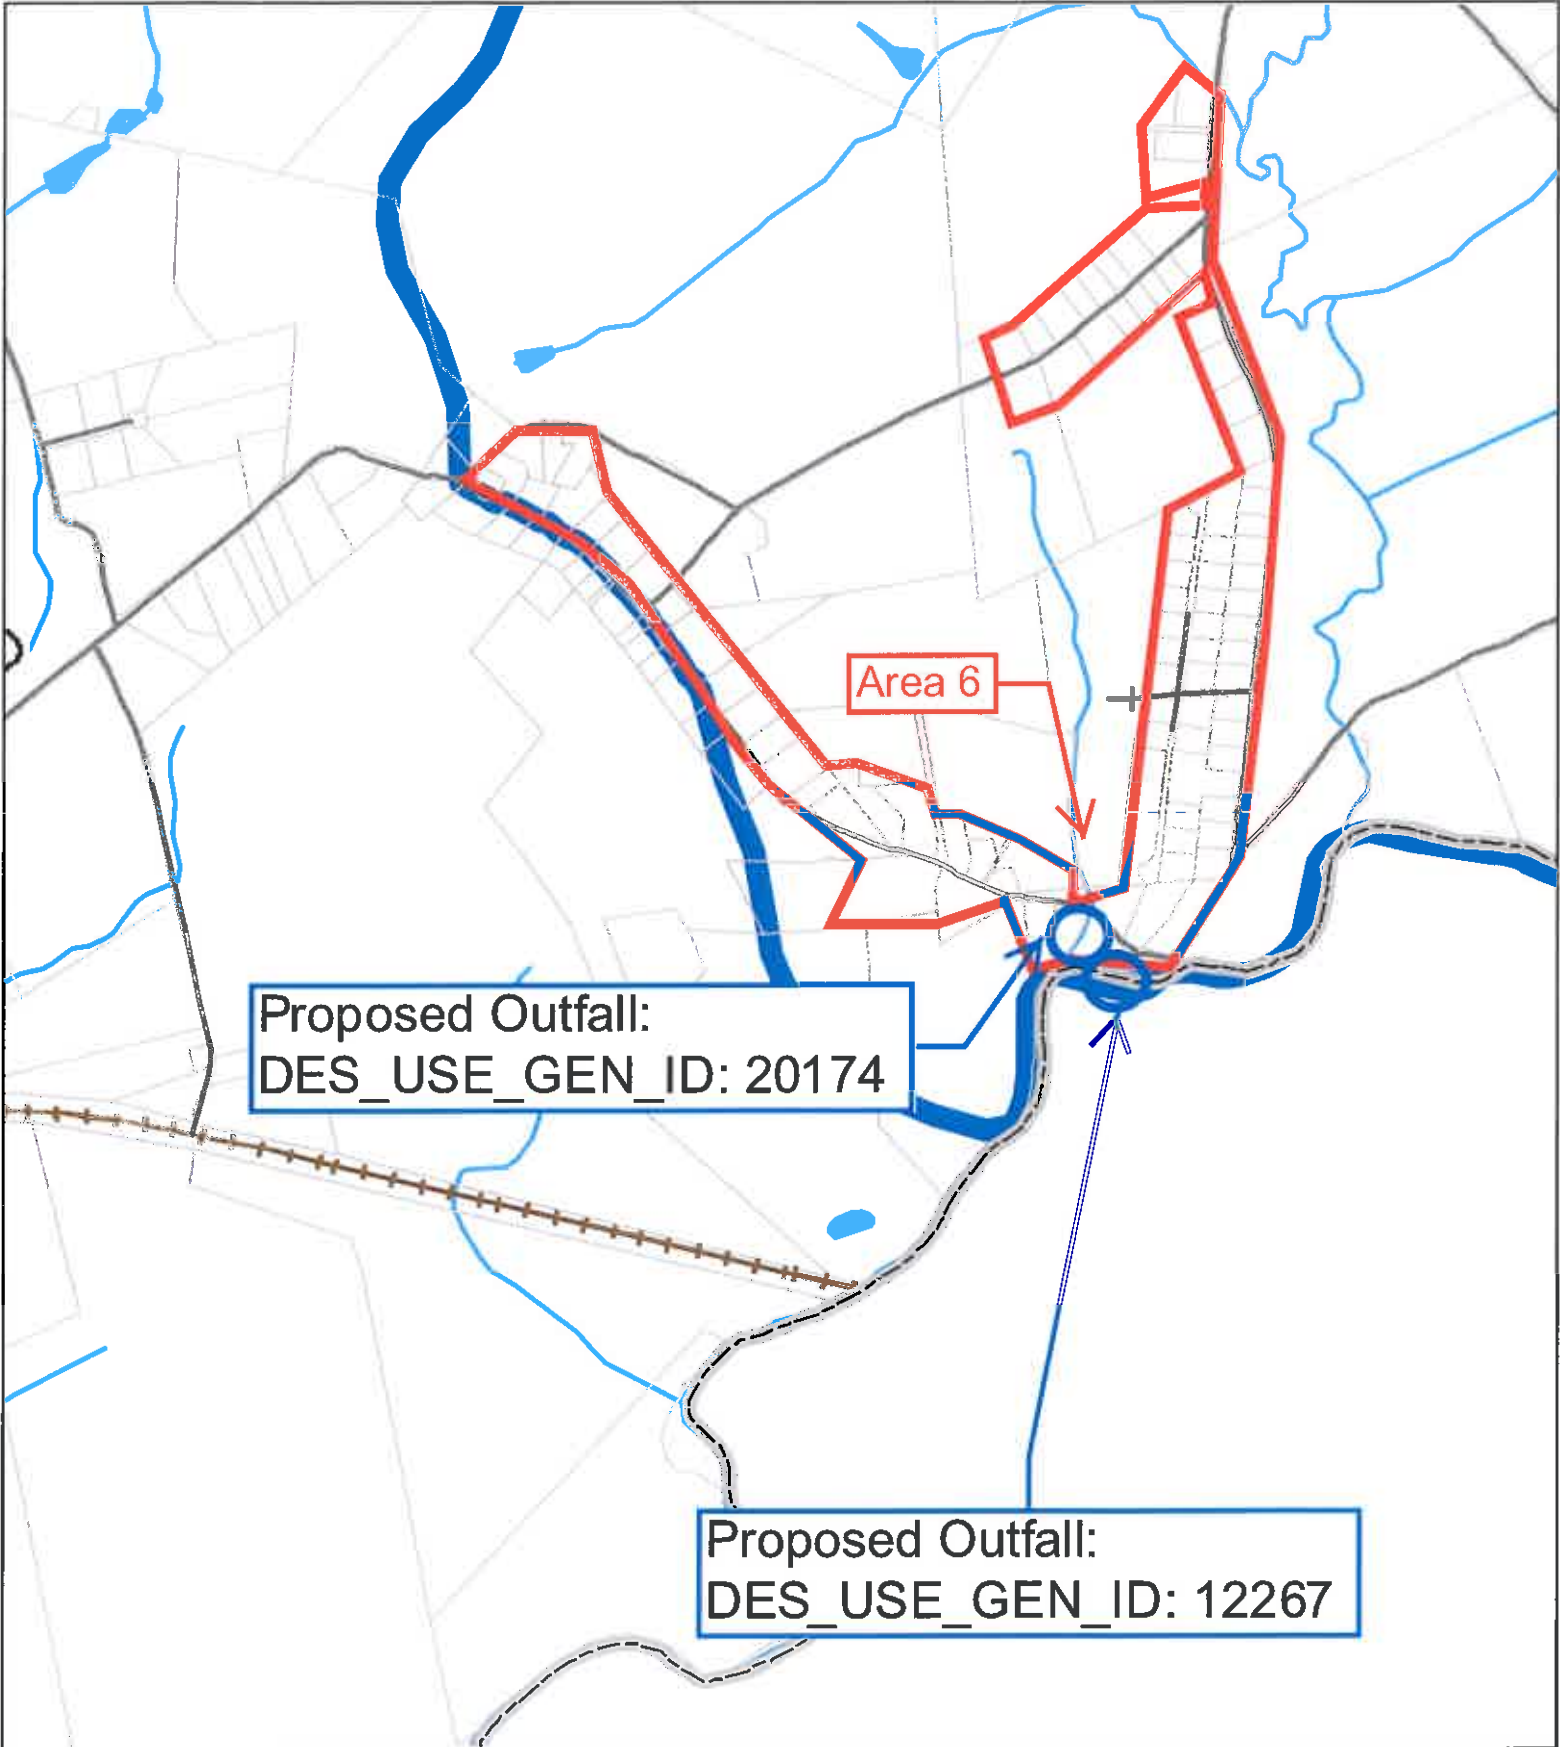 Area 6
Proposed Outfall:
DES_USE_GEN_ID: 20174
Proposed Outfall:
DES_USE_GEN_ID: 12267